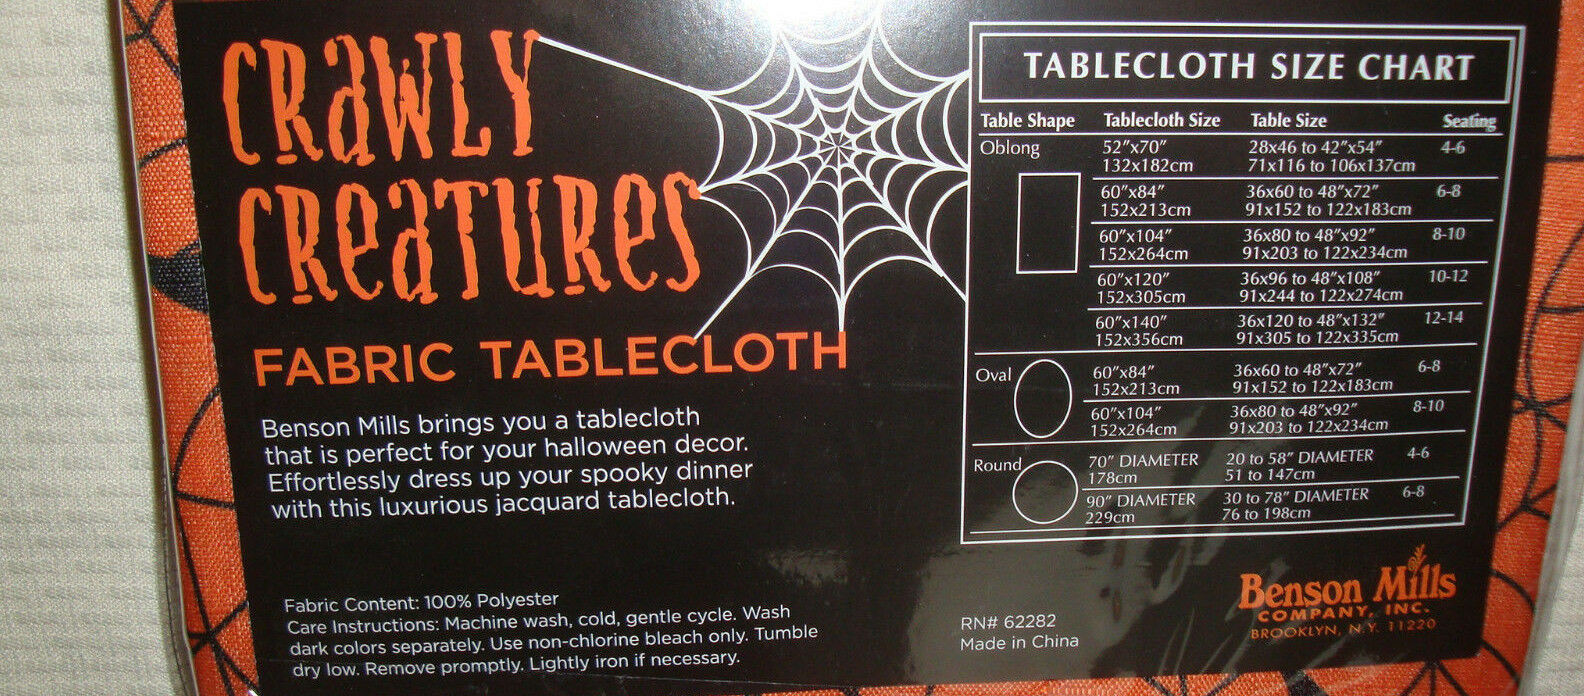 CRaWLY
CReaTURes
FABRIC TABLECLOTH
Benson Mills brings you a tablecloth
that is perfect for your halloween decor.
Effortlessly dress up your spooky dinner
with this luxurious jacquard tablecloth.
Fabric Content: 100% Polyester
Care Instructions: Machine wash, cold, gentle cycle. Wash
dark colors separately. Use non-chlorine bleach only. Tumble
dry low. Remove promptly. Lightly iron if necessary.
TABLECLOTH SIZE CHART
Table Shape Tablecloth Size Table Size Seating
Oblong 52"x70" 28x46 to 42"x54" 4-6
132x182cm 71x116 to 106x137cm
60"x84" 36x60 to 48"x72" 6-8
152x213cm 91x152 to 122x183cm
60"x104" 36x80 to 48"x92" 8-10
152x264cm 91x203 to 122x234cm
60"x120" 36x96 to 48"x108" 10-12
152x305cm 91x244 to 122x274cm
60"x140" 36x120 to 48"x132" 12-14
152x356cm 91x305 to 122x335cm
Oval 60"x84" 36x60 to 48"x72" 6-8
152x213cm 91x152 to 122x183cm
60"x104" 36x80 to 48"x92" 8-10
152x264cm 91x203 to 122x234cm
Round 70" DIAMETER 20 to 58" DIAMETER 4-6
178cm 51 to 147cm
90" DIAMETER 30 to 78" DIAMETER 6-8
229cm 76 to 198cm
RN# 62282
Made in China
Benson Mills
COMPANY, INC.
BROOKLYN, N.Y. 11220